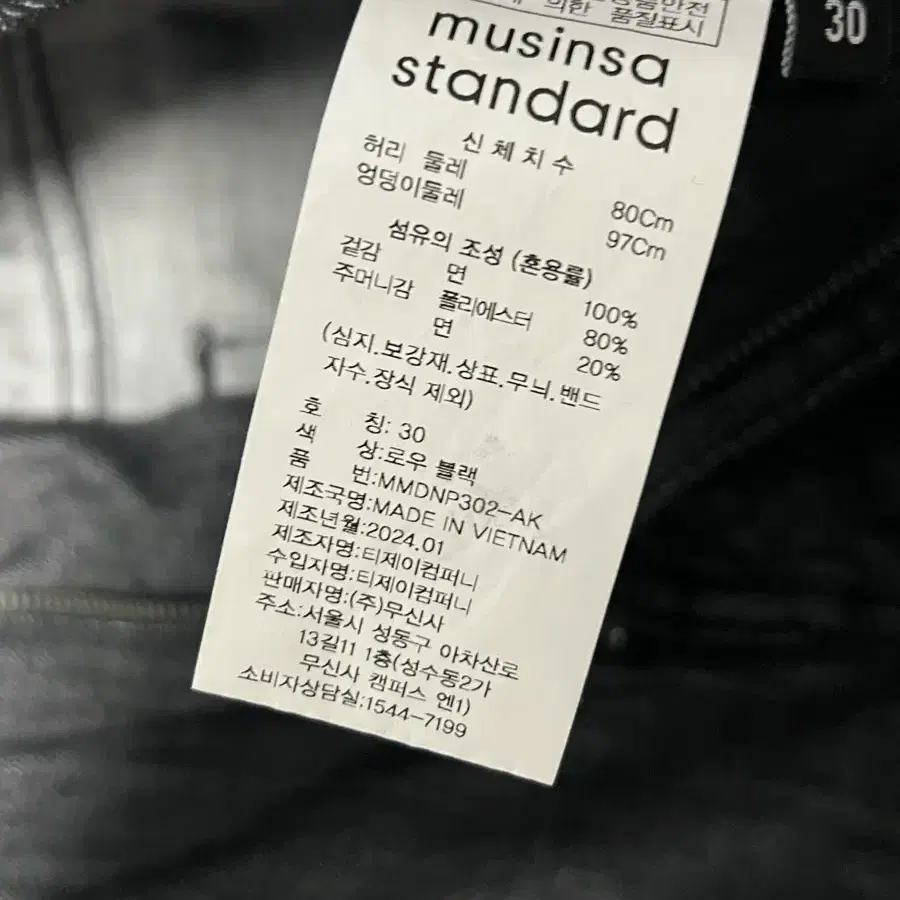 의한 품질표시
30
musinsa
standard
신체치수
허리 둘레 80Cm
엉덩이둘레 97Cm
섬유의 조성 (혼용률)
겉감 면 100%
주머니감 폴리에스터 80%
면 20%
(심지.보강재.상표.무늬.밴드
자수.장식 제외)
호 칭: 30
색 상:로우 블랙
품 번:MMDNP302-AK
제조국명:MADE IN VIETNAM
제조년월:2024.01
제조자명:티제이컴퍼니
수입자명:티제이컴퍼니
판매자명:(주)무신사
주소:서울시 성동구 아차산로
13길11 1층(성수동2가
무신사 캠퍼스 엔1)
소비자상담실:1544-7199